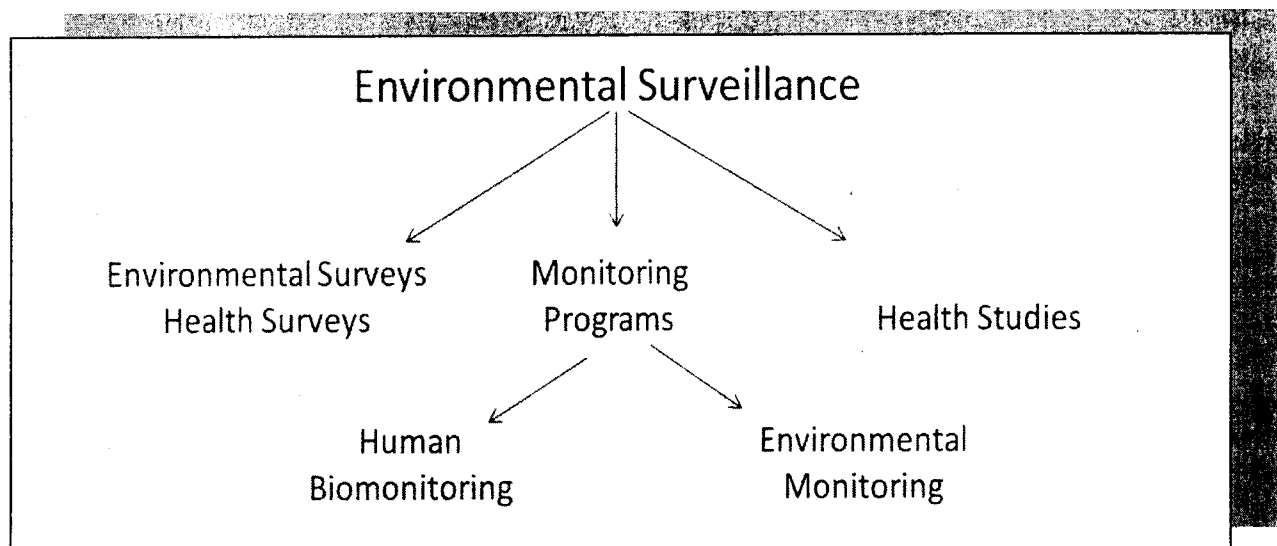 Environmental Surveillance
Environmental Surveys
Health Surveys
Monitoring
Programs
Health Studies
Human
Biomonitoring
Environmental
Monitoring